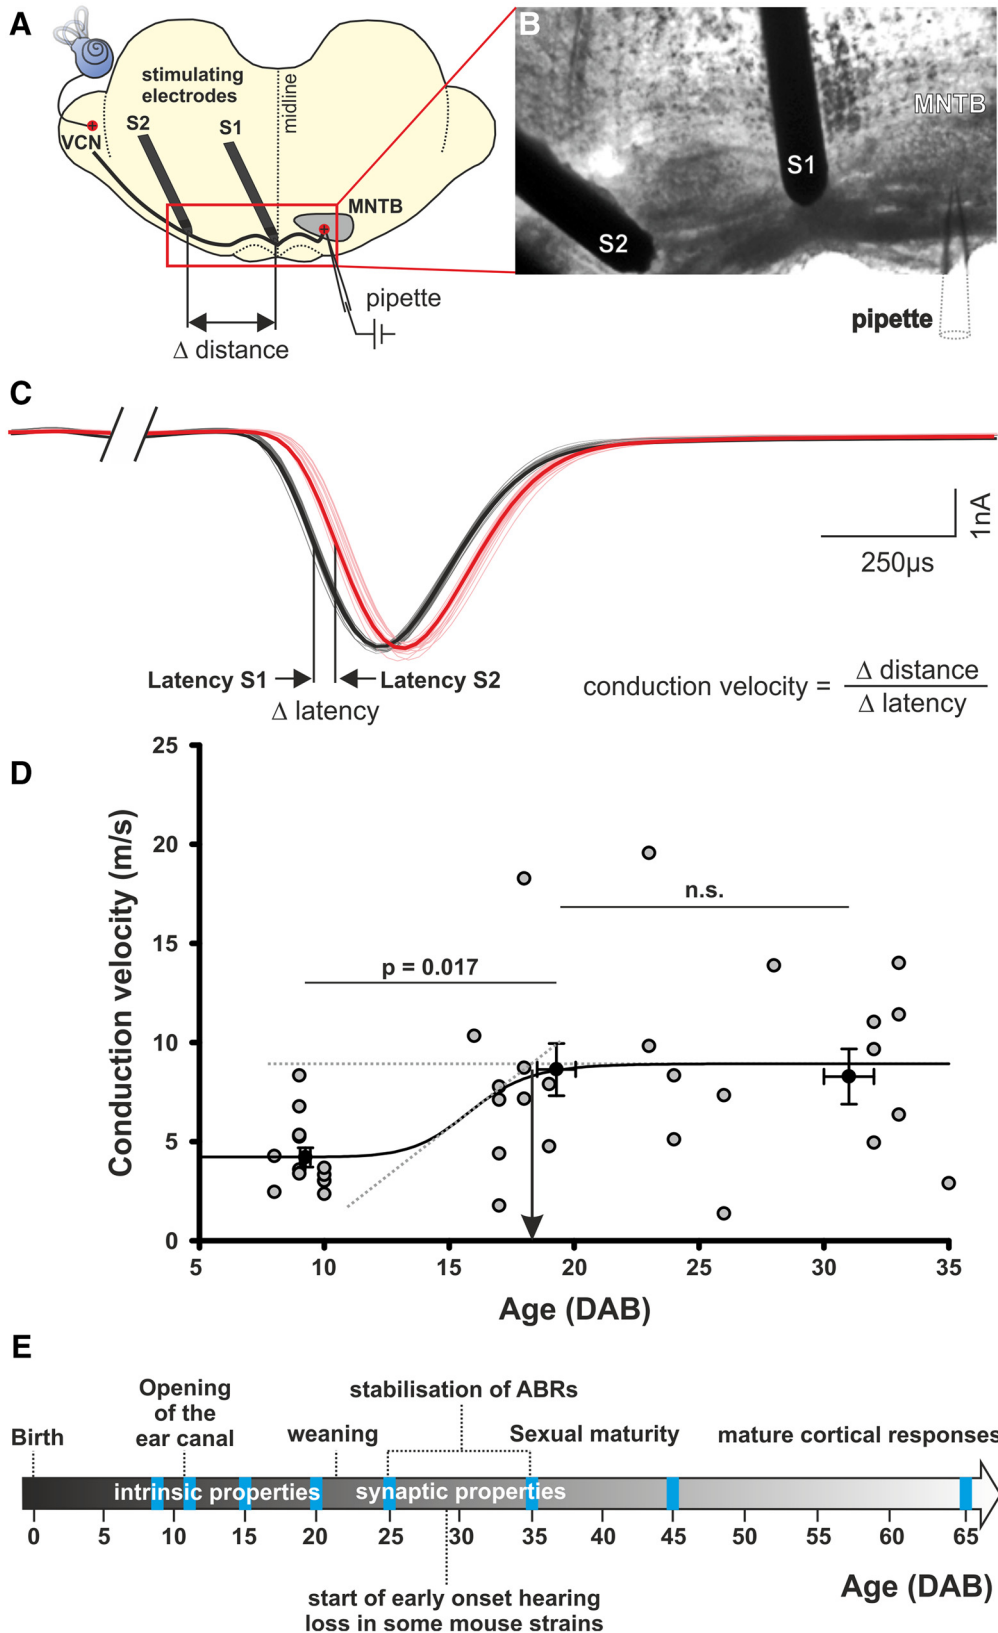 A
stimulating
electrodes
S2
S1
midline
VCN
MNTB
pipette
Δ distance
B
MNTB
S1
S2
pipette
C
1nA
250µs
Latency S1
Latency S2
Δ latency
conduction velocity = Δ distance
Δ latency
D
Conduction velocity (m/s)
25
20
15
10
5
0
n.s.
p = 0.017
5 10 15 20 25 30 35
Age (DAB)
E
Birth
Opening
of the
ear canal
weaning
stabilisation of ABRs
Sexual maturity
mature cortical responses
intrinsic properties
synaptic properties
0 5 10 15 20 25 30 35 40 45 50 55 60 65
Age (DAB)
start of early onset hearing
loss in some mouse strains